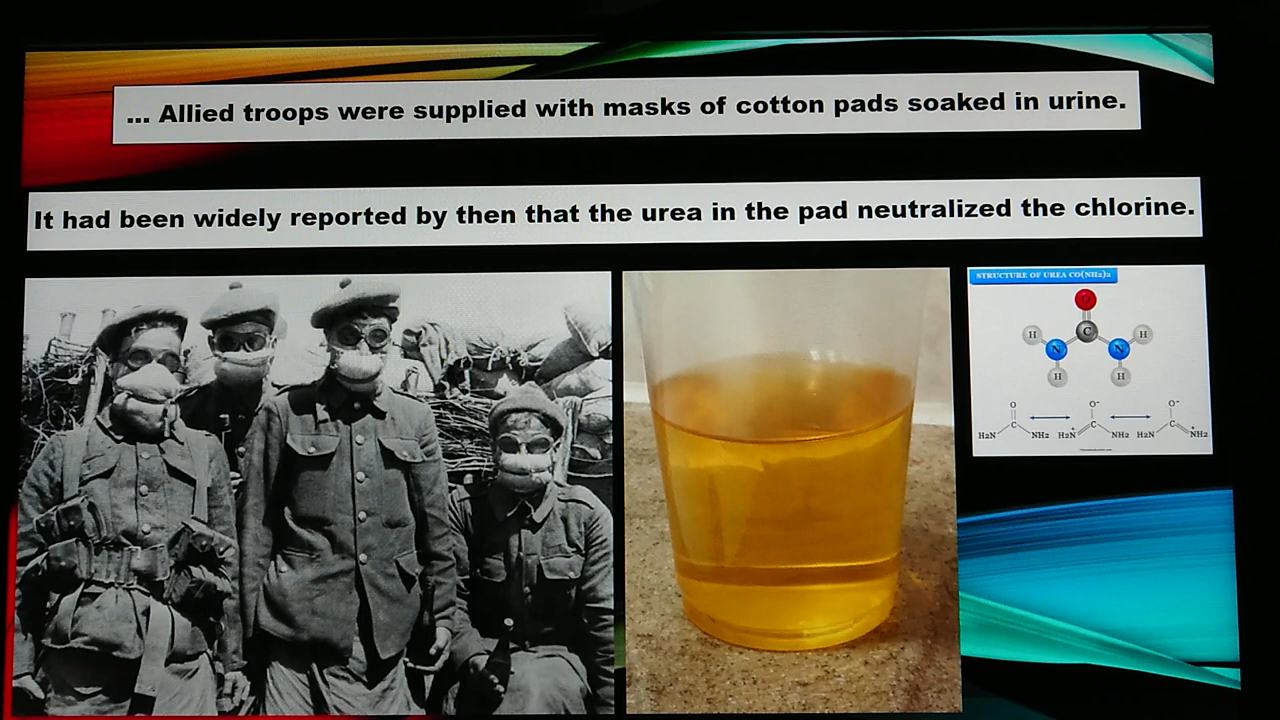 ... Allied troops were supplied with masks of cotton pads soaked in urine.
It had been widely reported by then that the urea in the pad neutralized the chlorine.
STRUCTURE OF UREA CO(NH2)2
O
H C H
N N
H H
O O- O-
C C C
H2N NH2 H2N+ NH2 H2N +NH2